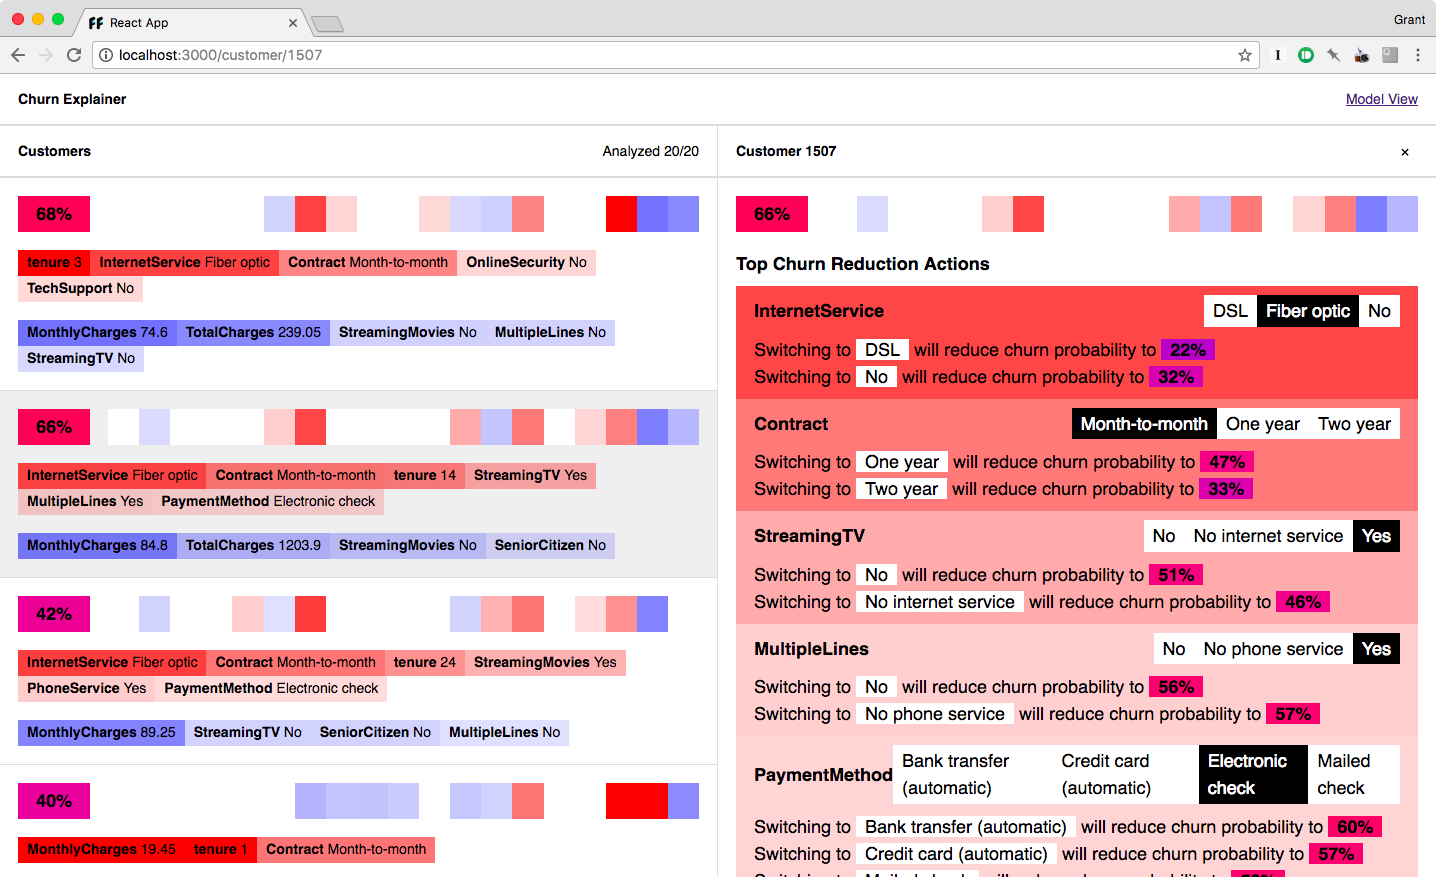 React App
Grant
localhost:3000/customer/1507
Churn Explainer
Model View
Customers
Analyzed 20/20
68%
tenure 3 InternetService Fiber optic Contract Month-to-month OnlineSecurity No
TechSupport No
MonthlyCharges 74.6 TotalCharges 239.05 StreamingMovies No MultipleLines No
StreamingTV No
66%
InternetService Fiber optic Contract Month-to-month tenure 14 StreamingTV Yes
MultipleLines Yes PaymentMethod Electronic check
MonthlyCharges 84.8 TotalCharges 1203.9 StreamingMovies No SeniorCitizen No
42%
InternetService Fiber optic Contract Month-to-month tenure 24 StreamingMovies Yes
PhoneService Yes PaymentMethod Electronic check
MonthlyCharges 89.25 StreamingTV No SeniorCitizen No MultipleLines No
40%
MonthlyCharges 19.45 tenure 1 Contract Month-to-month
Customer 1507
×
66%
Top Churn Reduction Actions
InternetService DSL Fiber optic No
Switching to DSL will reduce churn probability to 22%
Switching to No will reduce churn probability to 32%
Contract Month-to-month One year Two year
Switching to One year will reduce churn probability to 47%
Switching to Two year will reduce churn probability to 33%
StreamingTV No No internet service Yes
Switching to No will reduce churn probability to 51%
Switching to No internet service will reduce churn probability to 46%
MultipleLines No No phone service Yes
Switching to No will reduce churn probability to 56%
Switching to No phone service will reduce churn probability to 57%
PaymentMethod Bank transfer (automatic) Credit card (automatic) Electronic check Mailed check
Switching to Bank transfer (automatic) will reduce churn probability to 60%
Switching to Credit card (automatic) will reduce churn probability to 57%
Switching to Mailed check will reduce churn probability to